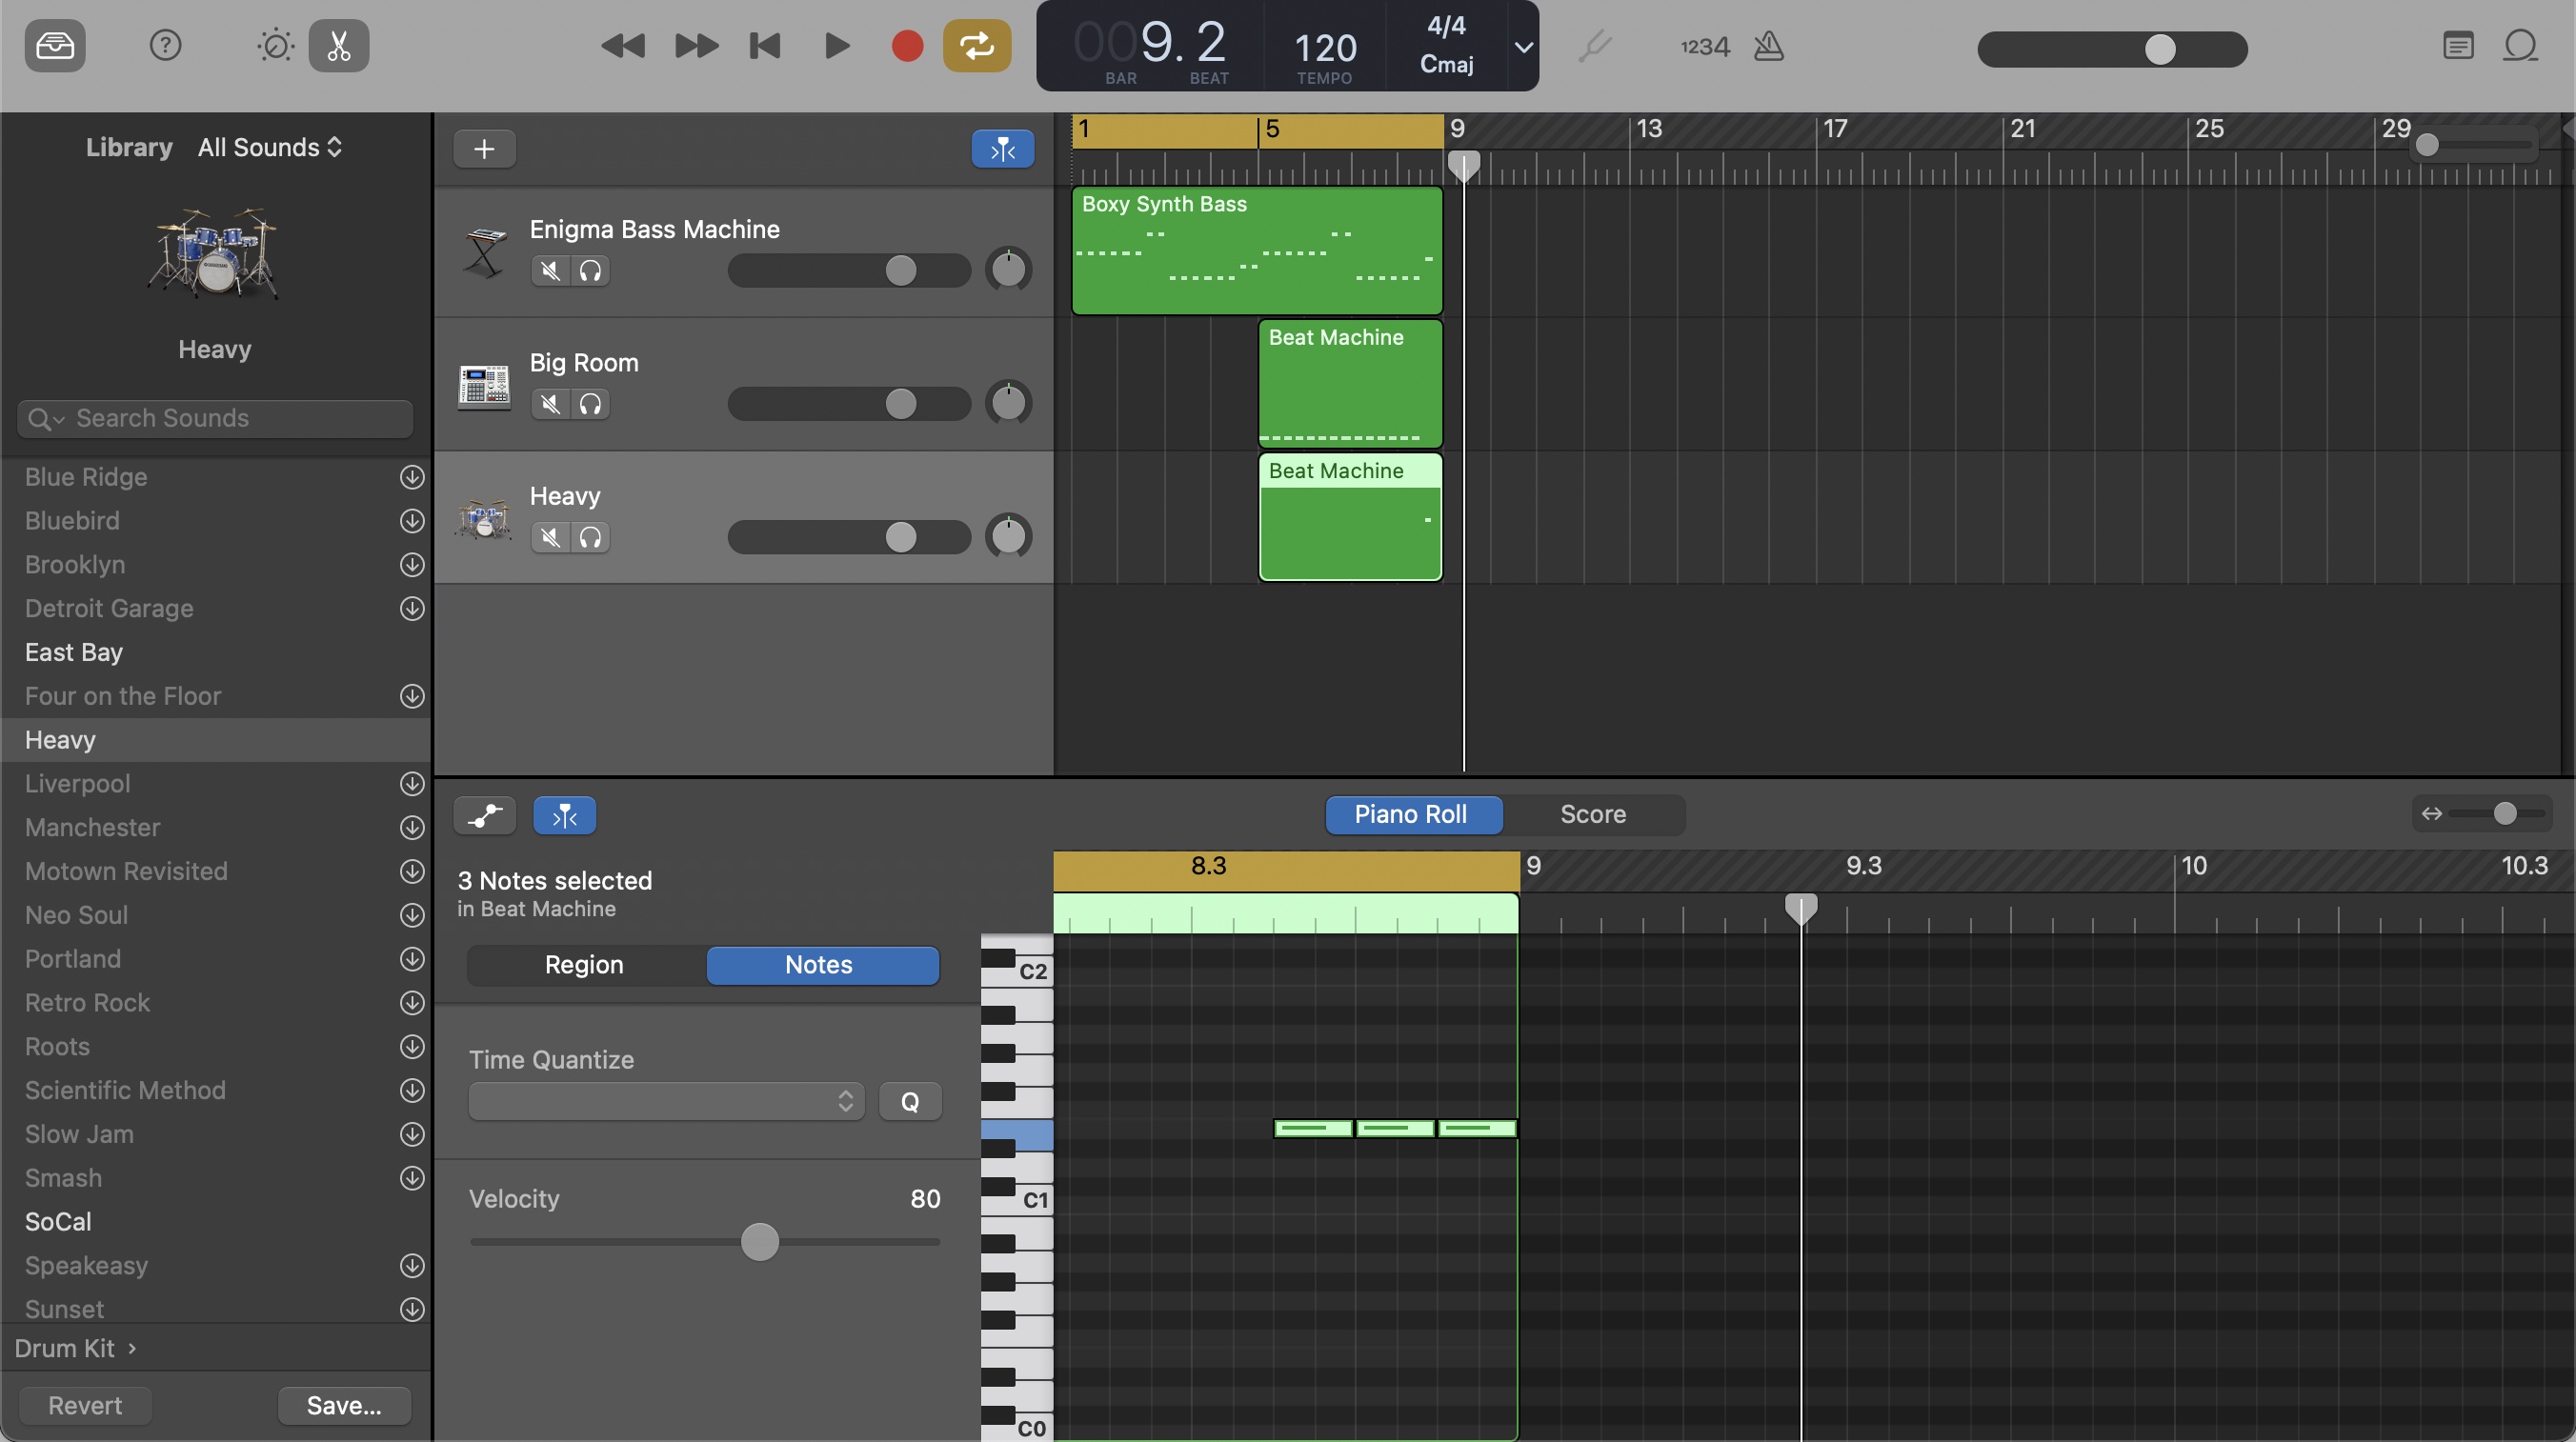 009.2
BAR
BEAT
120
TEMPO
4/4
Cmaj
1234
Library
All Sounds
Heavy
Search Sounds
Blue Ridge
Bluebird
Brooklyn
Detroit Garage
East Bay
Four on the Floor
Heavy
Liverpool
Manchester
Motown Revisited
Neo Soul
Portland
Retro Rock
Roots
Scientific Method
Slow Jam
Smash
SoCal
Speakeasy
Sunset
Drum Kit ›
Revert
Save...
1 5 9 13 17 21 25 29
Enigma Bass Machine
Boxy Synth Bass
Big Room
Beat Machine
Heavy
Beat Machine
Piano Roll
Score
3 Notes selected
in Beat Machine
Region
Notes
Time Quantize
Q
Velocity
80
8.3 9 9.3 10 10.3
C2
C1
C0